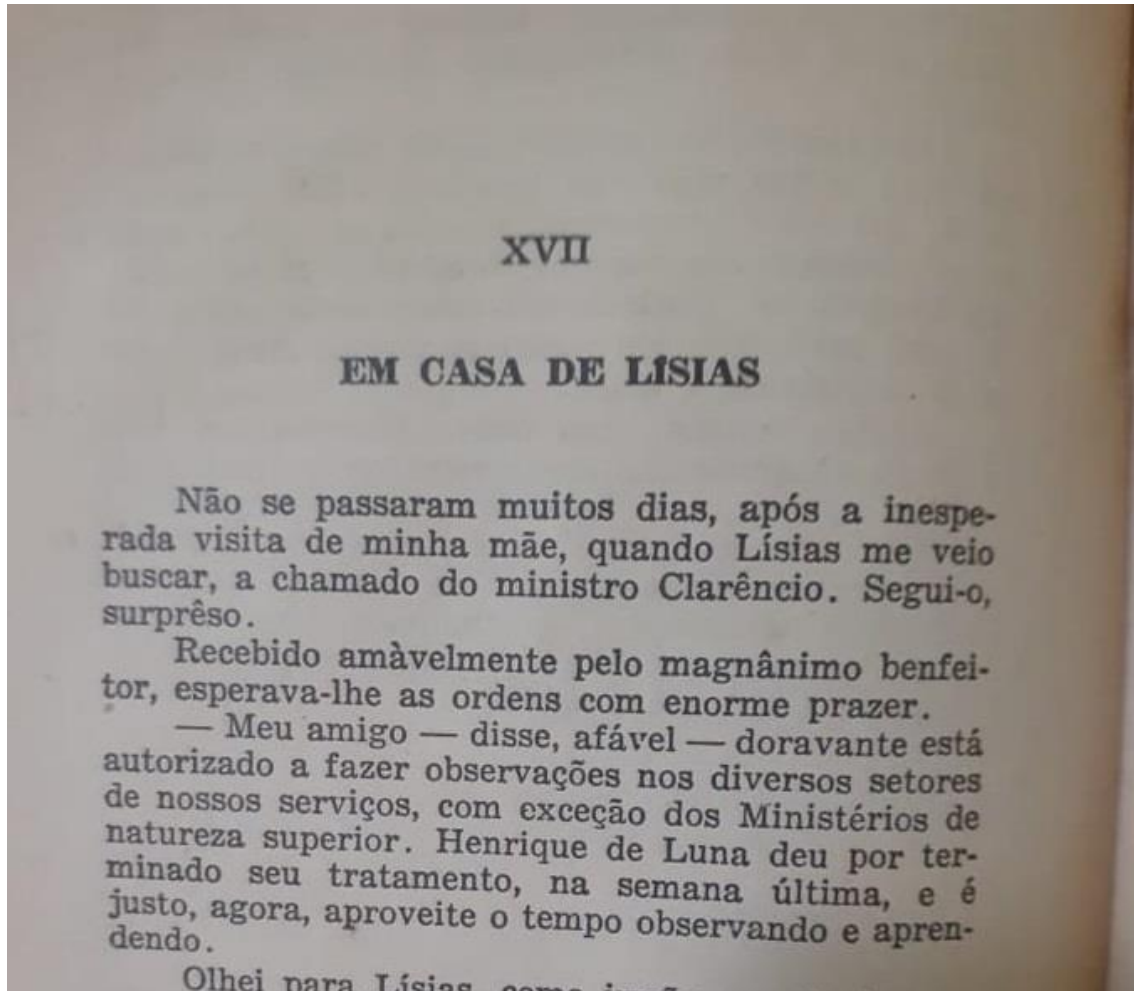 XVII
EM CASA DE LÍSIAS
Não se passaram muitos dias, após a inespe-
rada visita de minha mãe, quando Lísias me veio
buscar, a chamado do ministro Clarêncio. Segui-o,
surprêso.
Recebido amàvelmente pelo magnânimo benfei-
tor, esperava-lhe as ordens com enorme prazer.
— Meu amigo — disse, afável — doravante está
autorizado a fazer observações nos diversos setores
de nossos serviços, com exceção dos Ministérios de
natureza superior. Henrique de Luna deu por ter-
minado seu tratamento, na semana última, e é
justo, agora, aproveite o tempo observando e apren-
dendo.
Olhei para Lísias, como